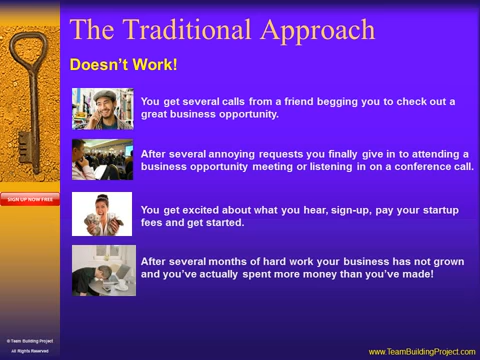 The Traditional Approach
Doesn't Work!
You get several calls from a friend begging you to check out a
great business opportunity.
After several annoying requests you finally give in to attending a
business opportunity meeting or listening in on a conference call.
SIGN UP NOW FREE
You get excited about what you hear, sign-up, pay your startup
fees and get started.
After several months of hard work your business has not grown
and you've actually spent more money than you've made!
© Team Building Project
All Rights Reserved
www.TeamBuildingProject.com